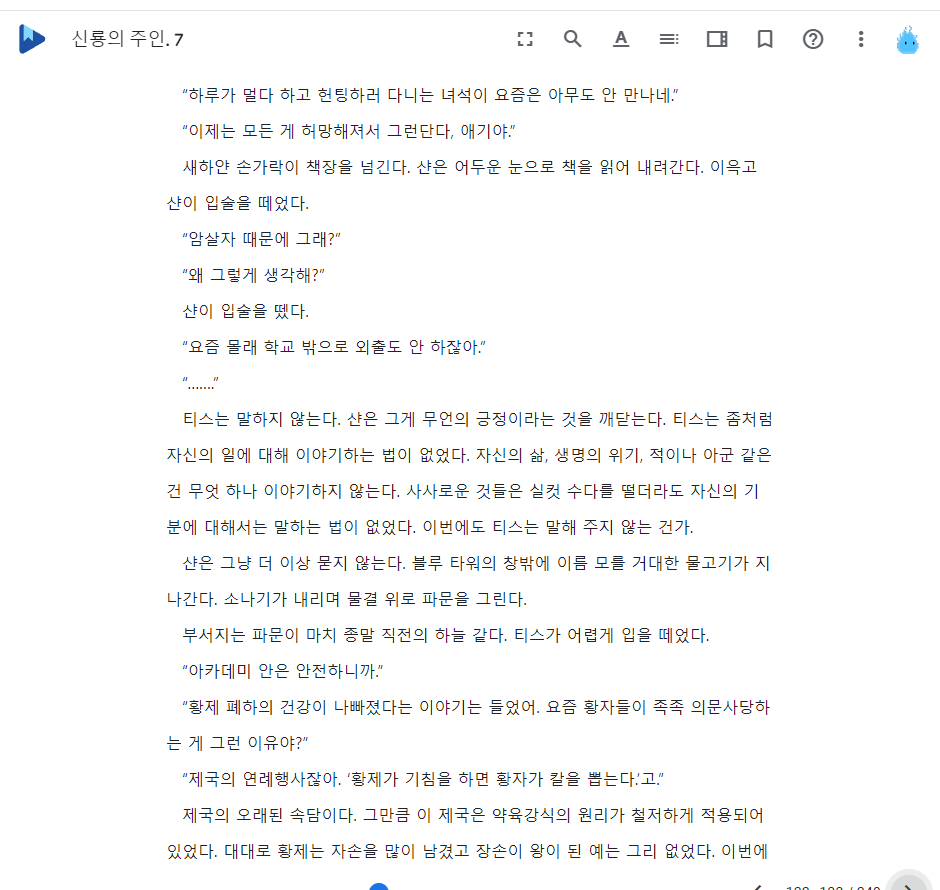 신룡의 주인. 7
“하루가 멀다 하고 헌팅하러 다니는 녀석이 요즘은 아무도 안 만나네.”
“이제는 모든 게 허망해져서 그런단다, 애기야.”
새하얀 손가락이 책장을 넘긴다. 샨은 어두운 눈으로 책을 읽어 내려간다. 이윽고
샨이 입술을 떼었다.
“암살자 때문에 그래?”
“왜 그렇게 생각해?”
샨이 입술을 뗐다.
“요즘 몰래 학교 밖으로 외출도 안 하잖아.”
“…….”
티스는 말하지 않는다. 샨은 그게 무언의 긍정이라는 것을 깨닫는다. 티스는 좀처럼
자신의 일에 대해 이야기하는 법이 없었다. 자신의 삶, 생명의 위기, 적이나 아군 같은
건 무엇 하나 이야기하지 않는다. 사사로운 것들은 실컷 수다를 떨더라도 자신의 기
분에 대해서는 말하는 법이 없었다. 이번에도 티스는 말해 주지 않는 건가.
샨은 그냥 더 이상 묻지 않는다. 블루 타워의 창밖에 이름 모를 거대한 물고기가 지
나간다. 소나기가 내리며 물결 위로 파문을 그린다.
부서지는 파문이 마치 종말 직전의 하늘 같다. 티스가 어렵게 입을 떼었다.
“아카데미 안은 안전하니까.”
“황제 폐하의 건강이 나빠졌다는 이야기는 들었어. 요즘 황자들이 족족 의문사당하
는 게 그런 이유야?”
“제국의 연례행사잖아. ‘황제가 기침을 하면 황자가 칼을 뽑는다.’고.”
제국의 오래된 속담이다. 그만큼 이 제국은 약육강식의 원리가 철저하게 적용되어
있었다. 대대로 황제는 자손을 많이 남겼고 장손이 왕이 된 예는 그리 없었다. 이번에